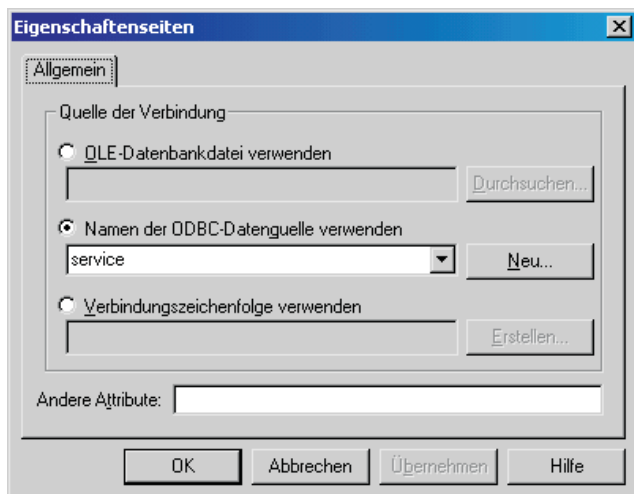 Eigenschaftenseiten
Allgemein
Quelle der Verbindung
OLE-Datenbankdatei verwenden
Durchsuchen...
Namen der ODBC-Datenguelle verwenden
service
Neu...
Verbindungszeichenfolge verwenden
Erstellen...
Andere Attribute:
OK Abbrechen Übernehmen Hilfe